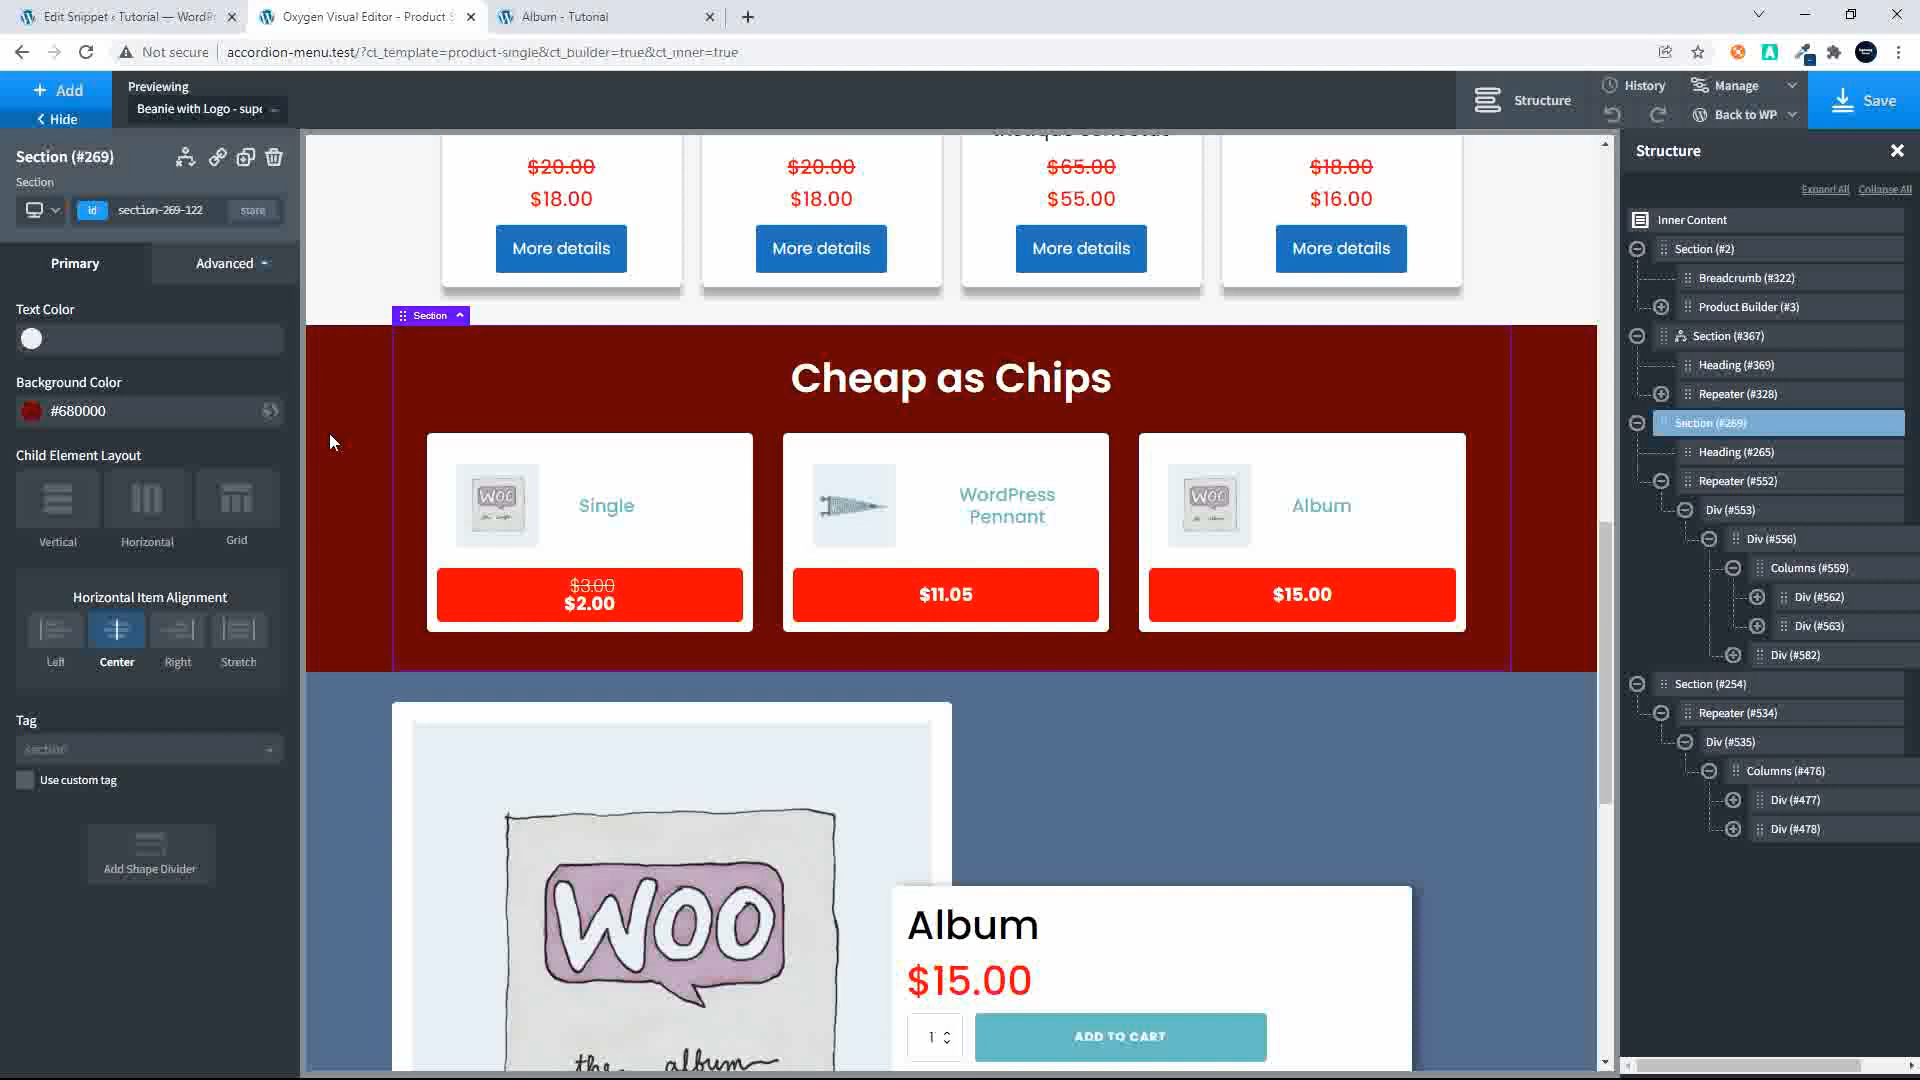 Edit Snippet ‹ Tutorial — WordPr
Oxygen Visual Editor - Product S
Album - Tutorial
Not secure
accordion-menu.test/?ct_template=product-single&ct_builder=true&ct_inner=true
Add
Hide
Previewing
Beanie with Logo - supe
Structure
History
Manage
Back to WP
Save
Section (#269)
Section
id
section-269-122
state
Primary
Advanced
Text Color
Background Color
#680000
Child Element Layout
Vertical
Horizontal
Grid
Horizontal Item Alignment
Left
Center
Right
Stretch
Tag
section
Use custom tag
Add Shape Divider
$20.00
$18.00
More details
$20.00
$18.00
More details
$65.00
$55.00
More details
$18.00
$16.00
More details
Section
Cheap as Chips
WOO
Single
$3.00
$2.00
WordPress
Pennant
$11.05
WOO
Album
$15.00
WOO
the album
Album
$15.00
1
ADD TO CART
Structure
Expand All
Collapse All
Inner Content
Section (#2)
Breadcrumb (#322)
Product Builder (#3)
Section (#367)
Heading (#369)
Repeater (#328)
Section (#269)
Heading (#265)
Repeater (#552)
Div (#553)
Div (#556)
Columns (#559)
Div (#562)
Div (#563)
Div (#582)
Section (#254)
Repeater (#534)
Div (#535)
Columns (#476)
Div (#477)
Div (#478)